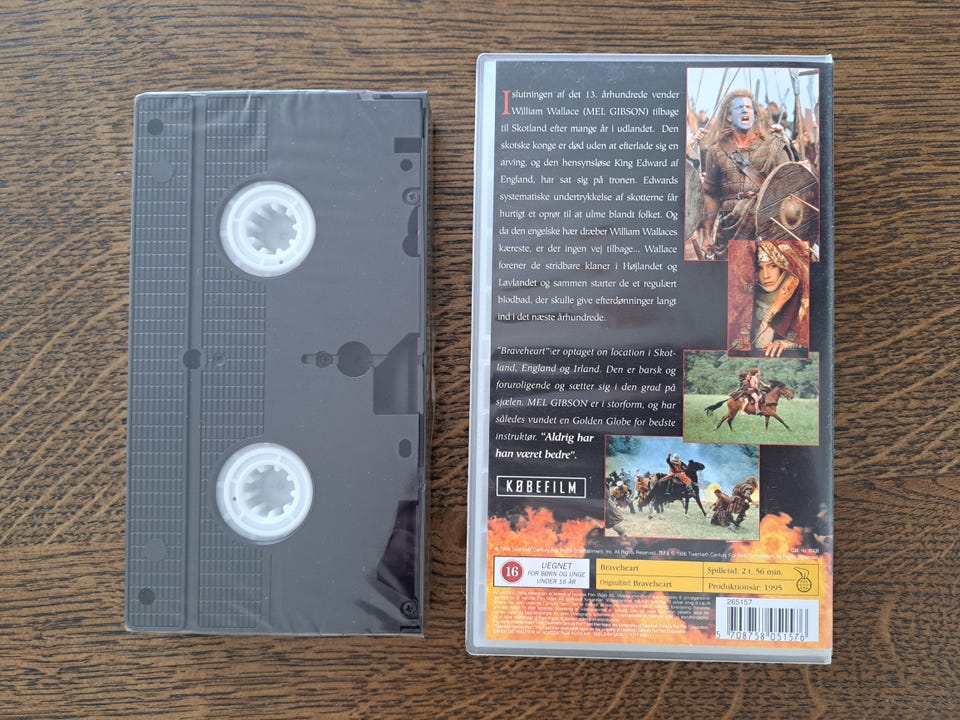 I slutningen af det 13. århundrede vender
William Wallace (MEL GIBSON) tilbage
til Skotland efter mange år i udlandet. Den
skotske konge er død uden at efterlade sig en
arving, og den hensynsløse King Edward af
England, har sat sig på tronen. Edwards
systematiske undertrykkelse af skotterne får
hurtigt et oprør til at ulme blandt folket. Og
da den engelske hær dræber William Wallaces
kæreste, er der ingen vej tilbage... Wallace
forener de stridbare klaner i Højlandet og
Lavlandet og sammen starter de et regulært
blodbad, der skulle give efterdønninger langt
ind i det næste århundrede.
"Braveheart" er optaget on location i Skot-
land, England og Irland. Den er barsk og
foruroligende og sætter sig i den grad på
sjælen. MEL GIBSON er i storform, og har
således vundet en Golden Globe for bedste
instruktør. "Aldrig har
han været bedre".
KØBEFILM
16
UEGNET
FOR BØRN OG UNGE
UNDER 16 ÅR
Braveheart
Originaltitel Braveheart
Spilletid: 2 t. 56 min.
Produktionsår: 1995
265157
5 708758 051576